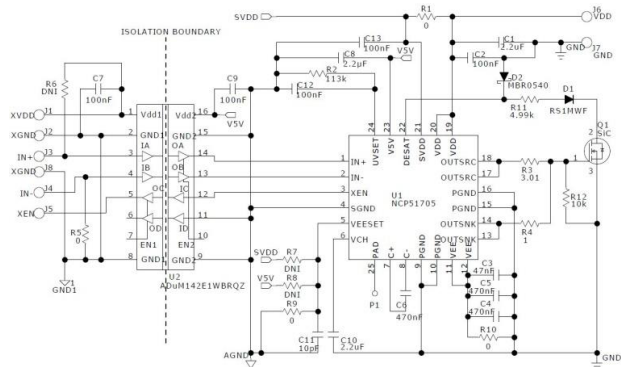 ISOLATION BOUNDARY
SVDD
R1
0
J6
VDD
C13
100nF
C1
2.2uF
GND
J7
GND
C8
2.2µF
V5V
C2
100nF
R2
113k
D2
MBR0540
D1
RS1MWF
R11
4.99k
C12
100nF
R6
DNI
C7
100nF
C9
100nF
V5V
Q1
SiC
2
1
3
XVDD
J1
XGND
J2
IN+
J3
XGND
J8
IN-
J4
XEN
J5
R5
0
1
2
3
4
5
6
7
8
Vdd1
GND1
IA
IB
OC
OD
EN1
GND1
Vdd2
GND2
OA
OB
IC
ID
EN2
GND2
16
15
14
13
12
11
10
9
U2
ADuM142E1WBRQZ
GND1
24
23
22
21
20
19
UVSET
V5V
DESAT
SVDD
VDD
VDD
1
2
3
4
5
6
IN+
IN-
XEN
SGND
VEESET
VCH
U1
NCP51705
OUTSRC
OUTSRC
PGND
PGND
OUTSNK
OUTSNK
18
17
16
15
14
13
PAD
C+
C-
PGND
PGND
VEE
VEE
25
7
8
9
10
11
12
P1
R3
3.01
R12
10k
R4
1
SVDD
R7
DNI
V5V
R8
DNI
R9
0
C6
470nF
C3
47nF
C5
470nF
C4
470nF
R10
0
C11
10pF
C10
2.2uF
AGND
GND